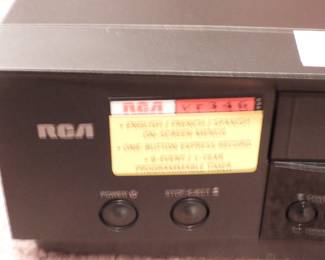 RCA VR346
RCA
• ENGLISH / FRENCH / SPANISH
ON-SCREEN MENUS
• ONE-BUTTON EXPRESS RECORD
• 8-EVENT / 1-YEAR
PROGRAMMABLE TIMER
POWER STOP·EJECT